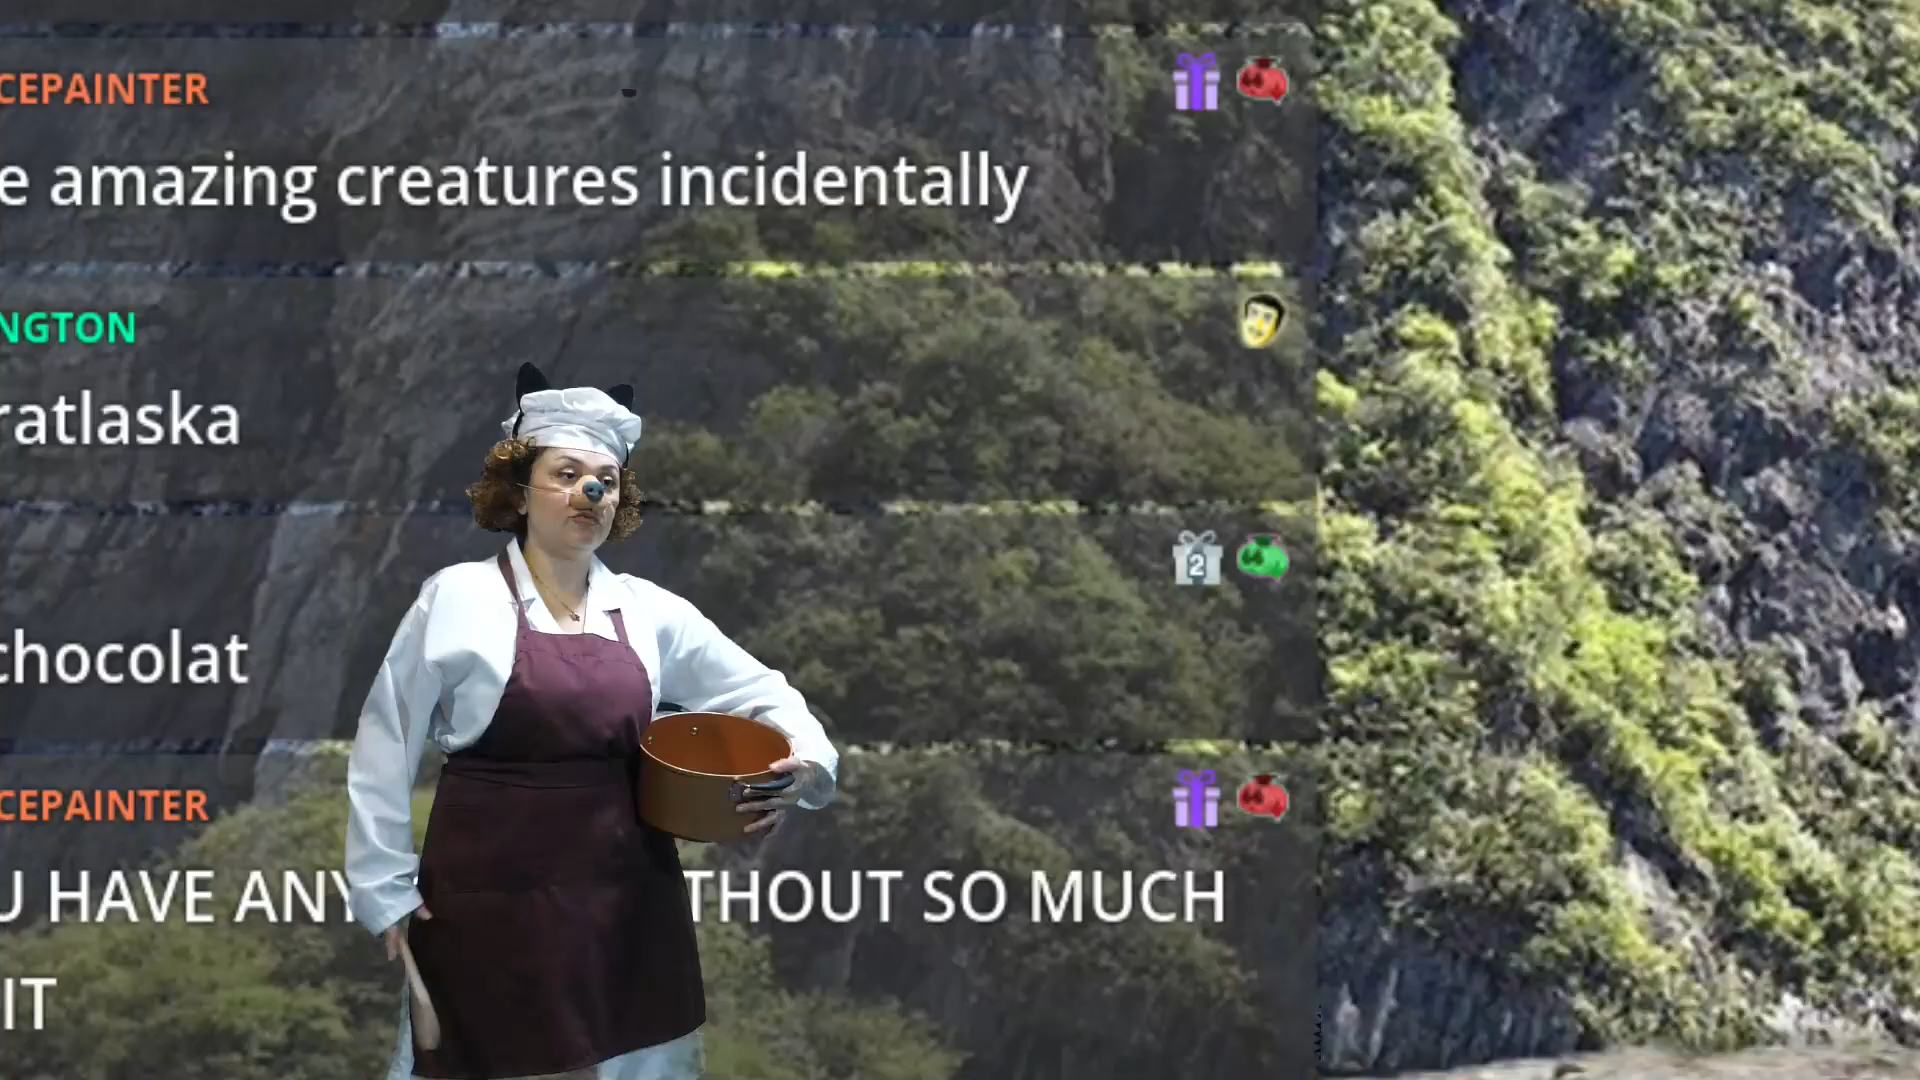 CEPAINTER
e amazing creatures incidentally
NGTON
ratlaska
2
chocolat
CEPAINTER
U HAVE ANY THOUT SO MUCH
IT